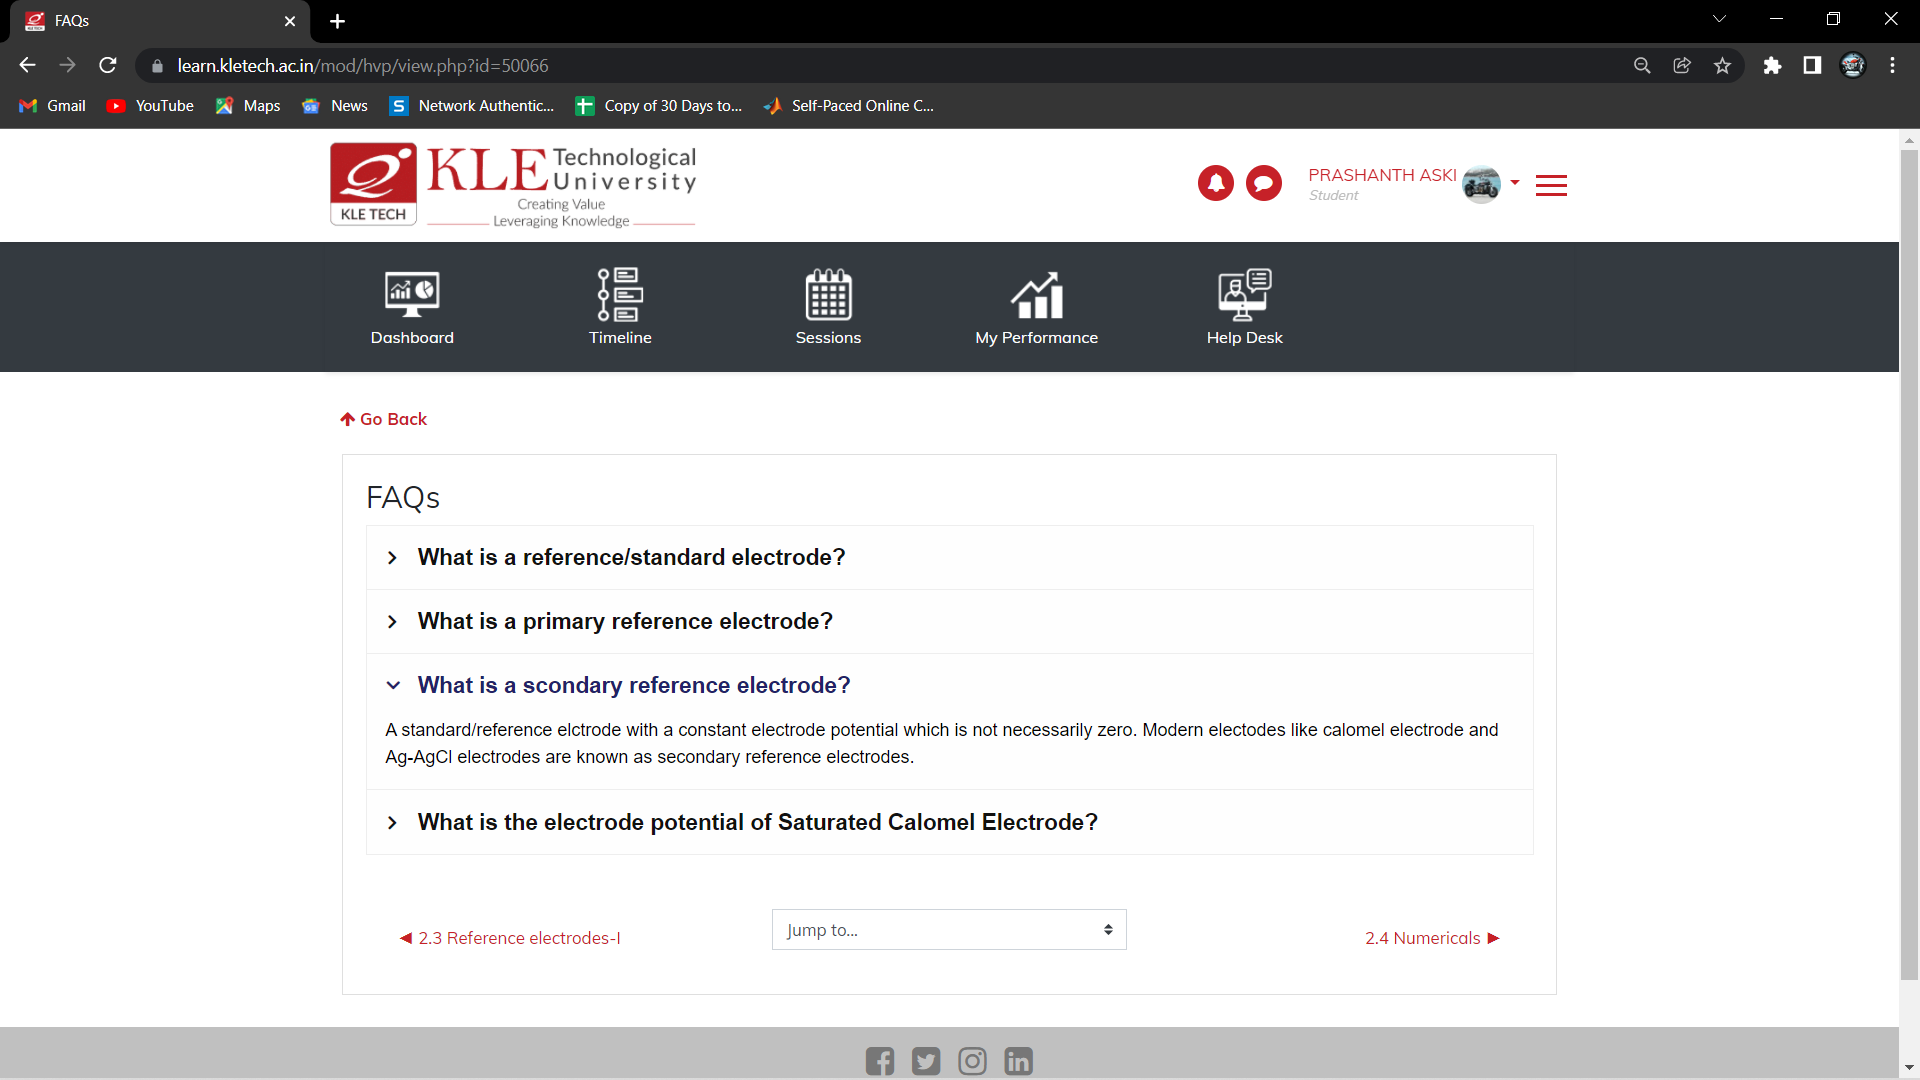 FAQs
learn.kletech.ac.in/mod/hvp/view.php?id=50066
Gmail YouTube Maps News Network Authentic... Copy of 30 Days to... Self-Paced Online C...
KLE TECH
KLE Technological University
Creating Value
Leveraging Knowledge
PRASHANTH ASKI
Student
Dashboard Timeline Sessions My Performance Help Desk
Go Back
FAQs
What is a reference/standard electrode?
What is a primary reference electrode?
What is a scondary reference electrode?
A standard/reference elctrode with a constant electrode potential which is not necessarily zero. Modern electodes like calomel electrode and
Ag-AgCl electrodes are known as secondary reference electrodes.
What is the electrode potential of Saturated Calomel Electrode?
◄ 2.3 Reference electrodes-I Jump to... 2.4 Numericals ►